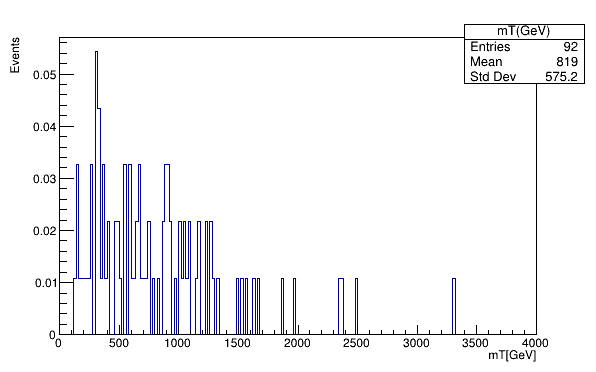 mT(GeV)
Entries 92
Mean 819
Std Dev 575.2
Events
0.05
0.04
0.03
0.02
0.01
0
0 500 1000 1500 2000 2500 3000 3500 4000
mT[GeV]